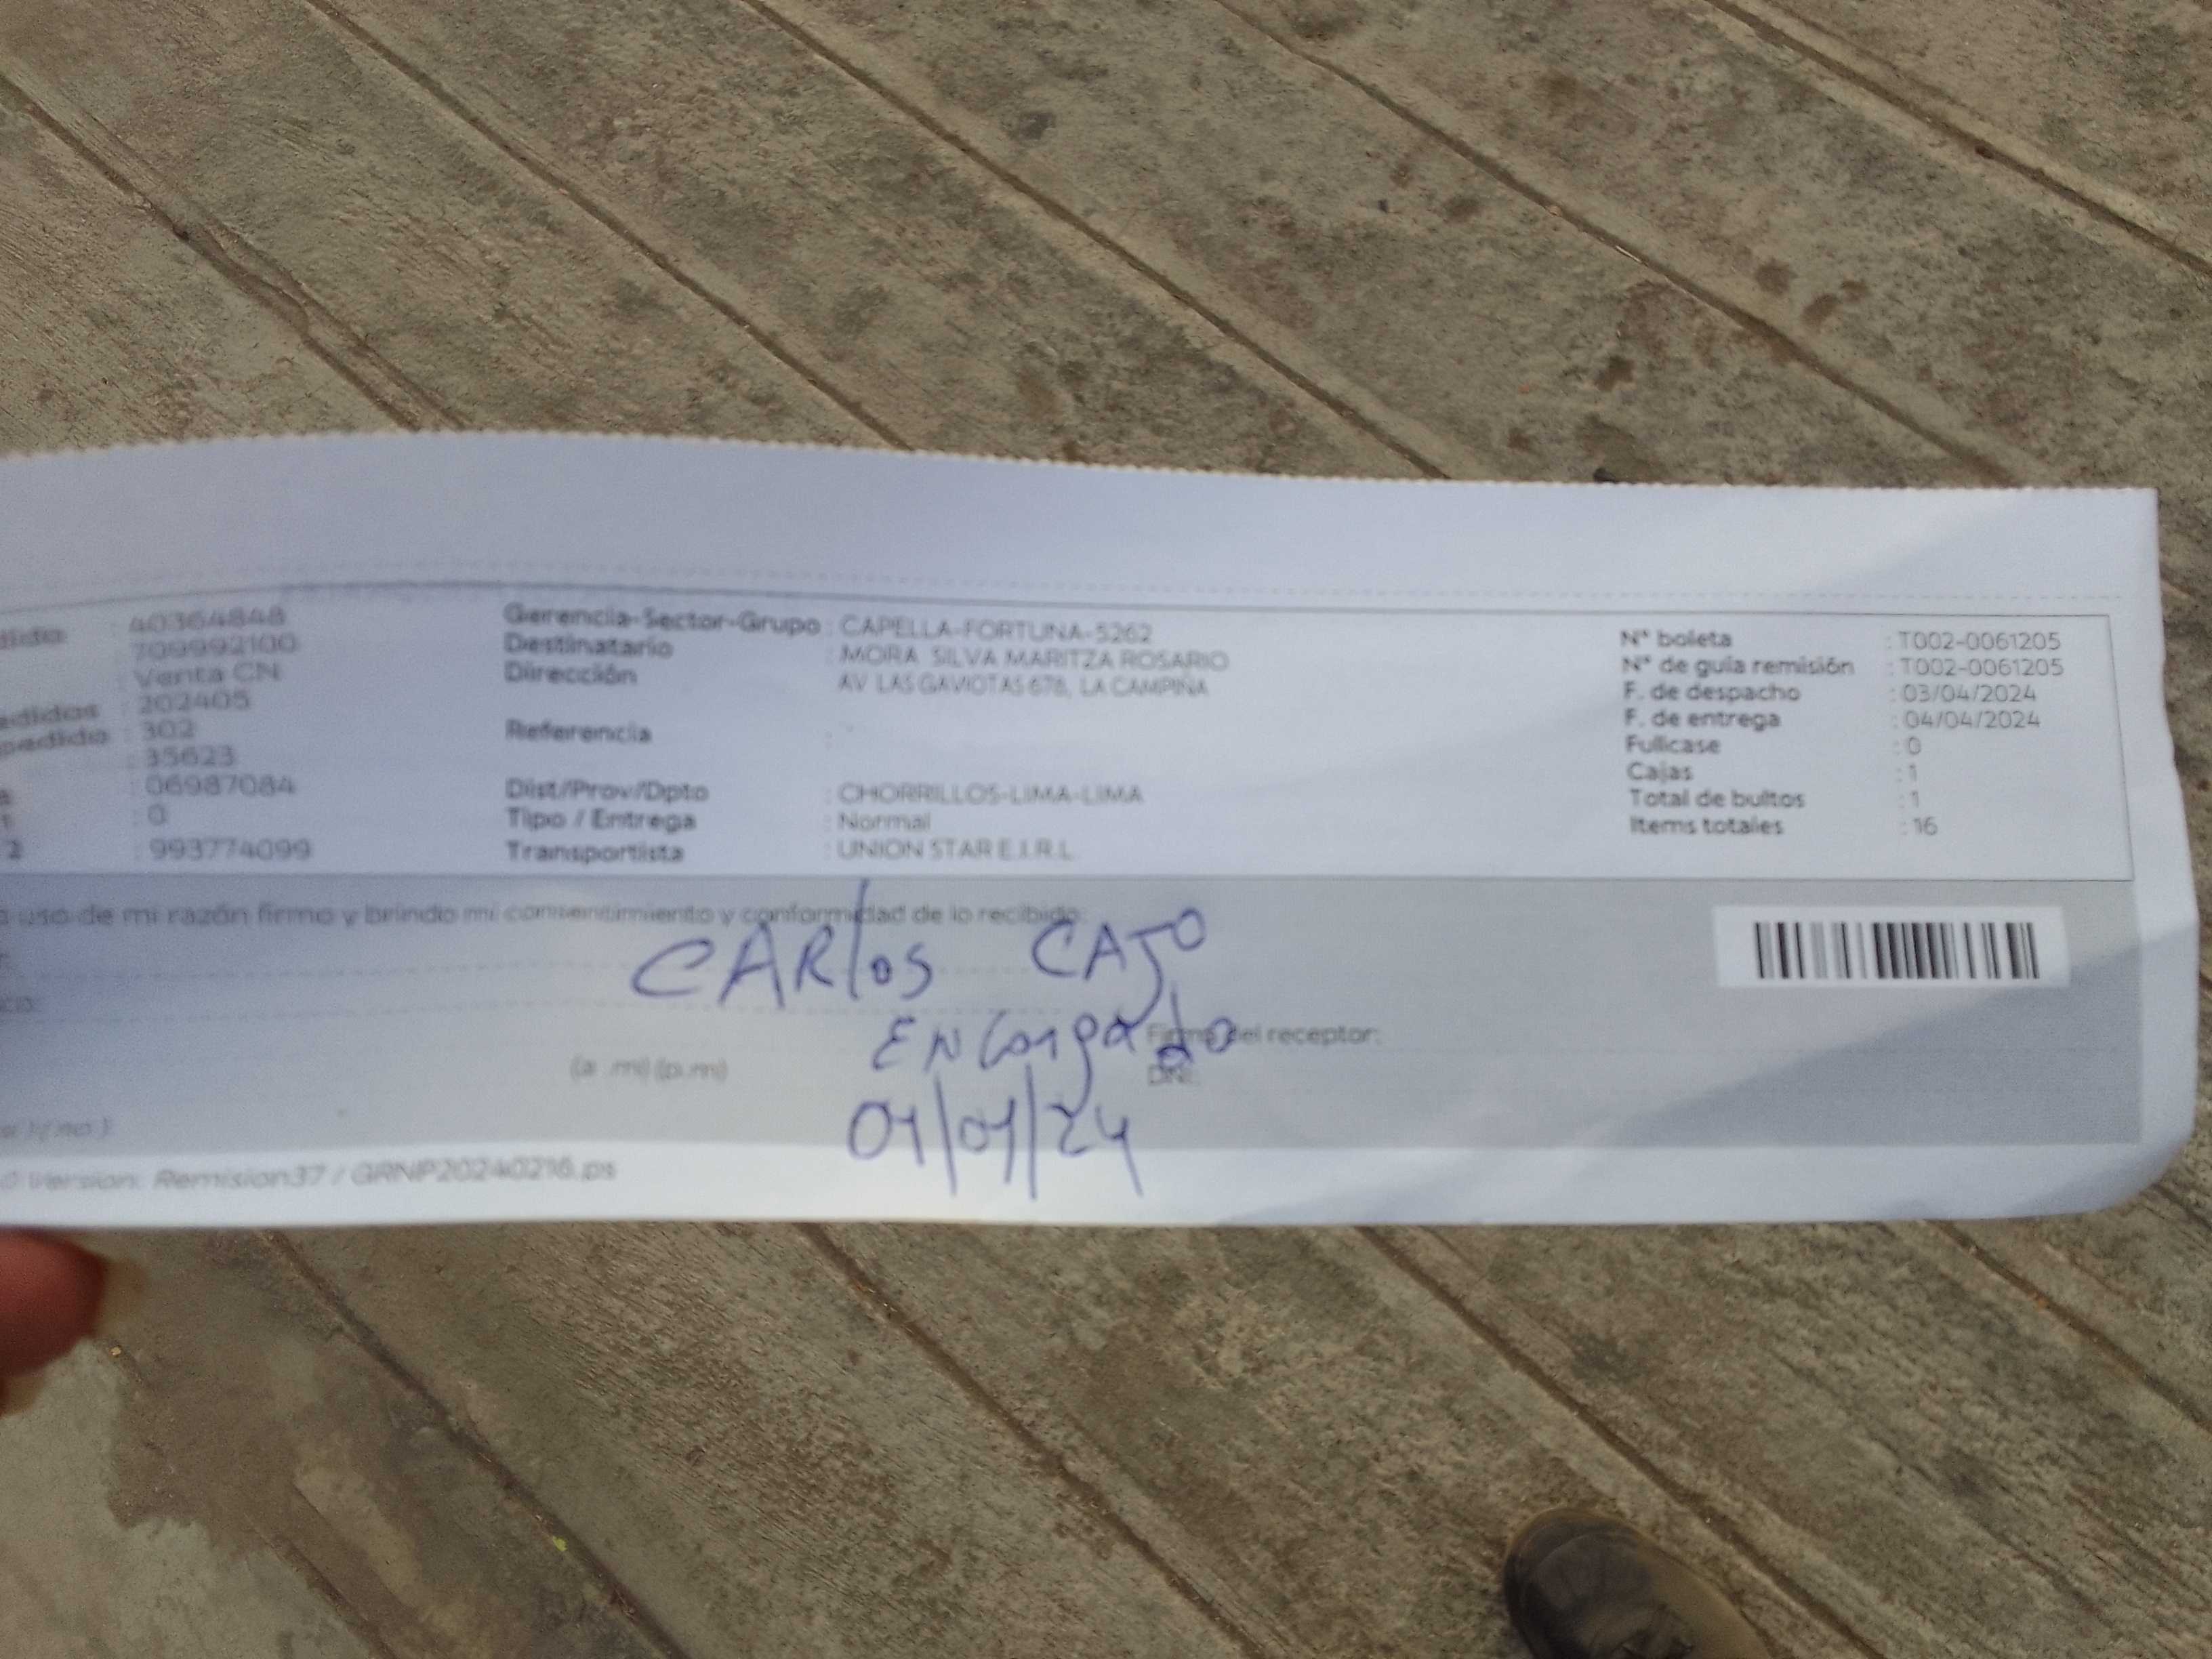 : 40364848
: 709992100
: Venta CN
: 202405
pedido : 302
: 35623
: 06987084
1 : 0
2 : 993774099
Gerencia-Sector-Grupo : CAPELLA-FORTUNA-5262
Destinatario : MORA SILVA MARITZA ROSARIO
Dirección AV LAS GAVIOTAS 678, LA CAMPIÑA
Referencia :
Dist/Prov/Dpto : CHORRILLOS-LIMA-LIMA
Tipo / Entrega : Normal
Transportista : UNION STAR E.I.R.L.
N° boleta : T002-0061205
N° de guía remisión : T002-0061205
F. de despacho : 03/04/2024
F. de entrega : 04/04/2024
Fullcase : 0
Cajas : 1
Total de bultos : 1
Items totales : 16
uso de mi razón firmo y brindo mi consentimiento y conformidad de lo recibido:
CARlos CAJO
ENCargado
Firma del receptor:
(a .m) (p.m)
DNI:
04/04/24
( no )
Version: Remision37 / GRNP20240216.ps